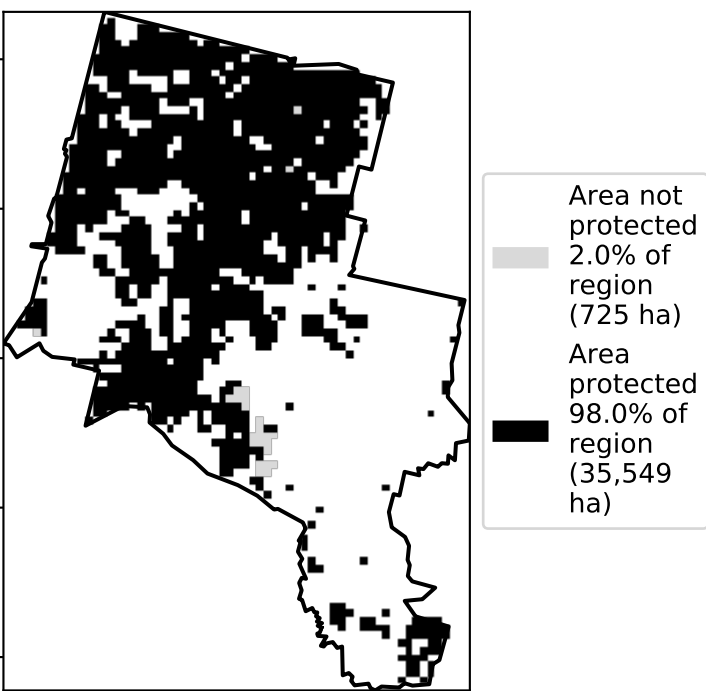 Area not
protected
2.0% of
region
(725 ha)
Area
protected
98.0% of
region
(35,549
ha)